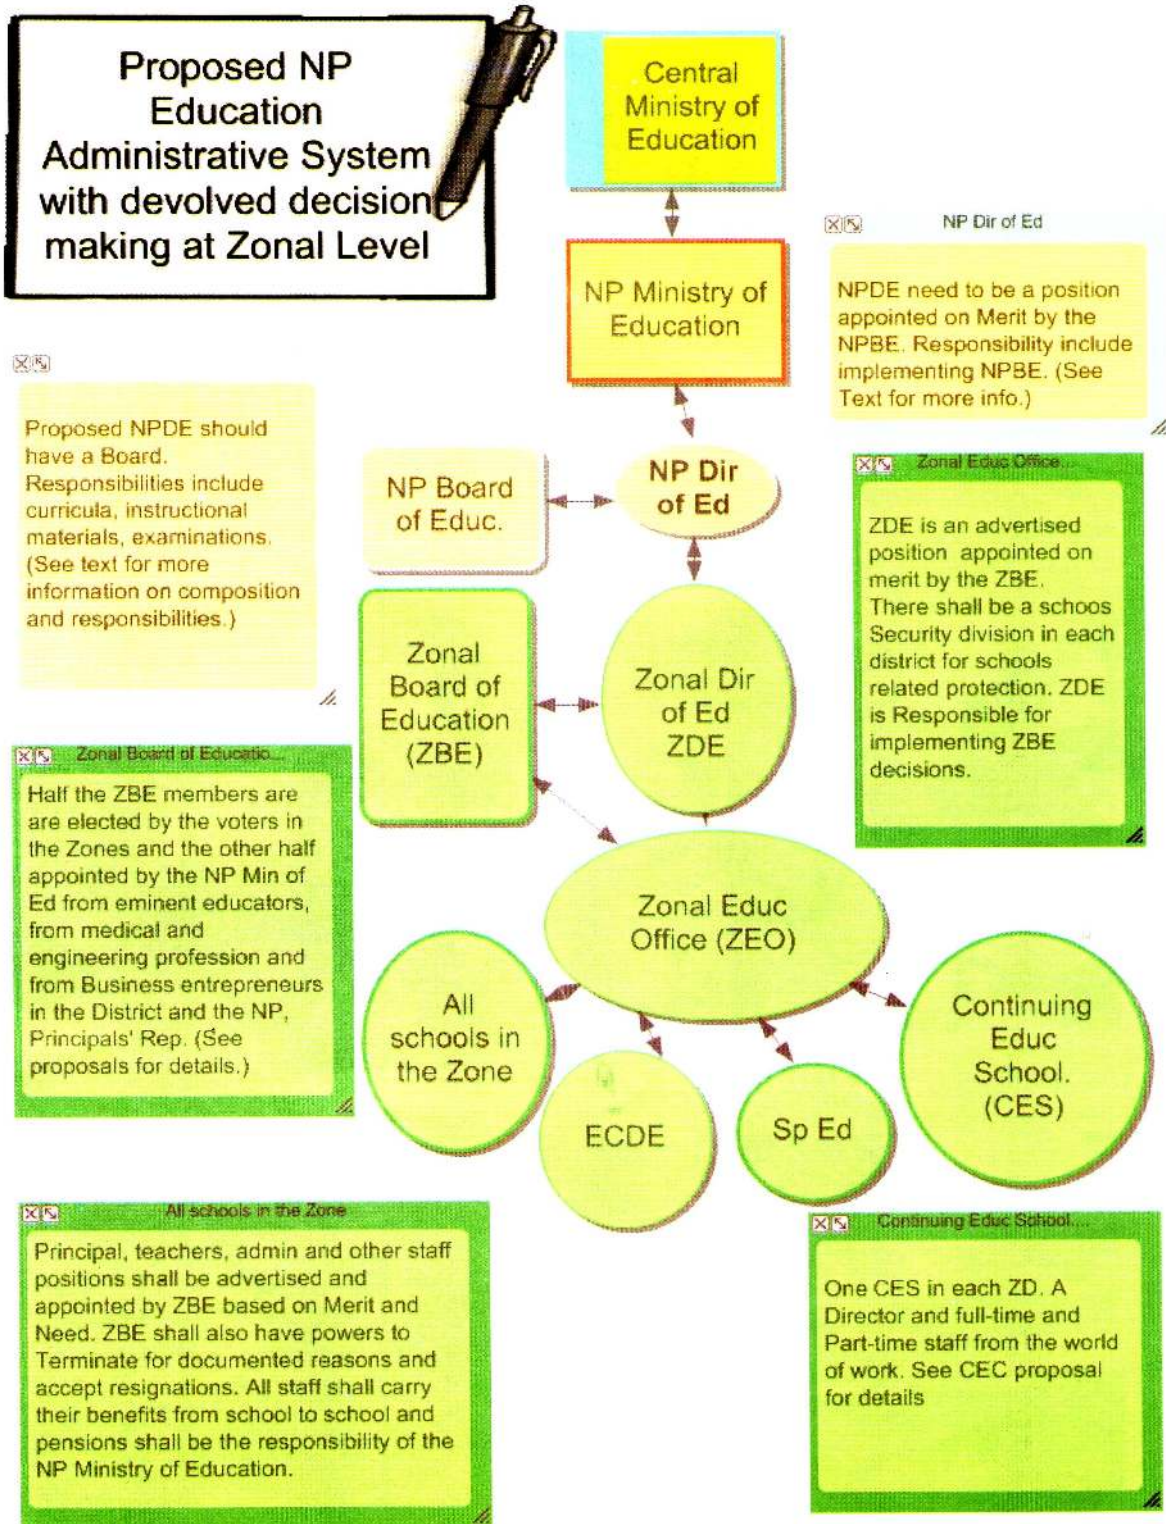 Proposed NP
Education
Administrative System
with devolved decision
making at Zonal Level
Central
Ministry of
Education
NP Ministry of
Education
NP Dir of Ed
NPDE need to be a position
appointed on Merit by the
NPBE. Responsibility include
implementing NPBE. (See
Text for more info.)
Proposed NPDE should
have a Board.
Responsibilities include
curricula, instructional
materials, examinations.
(See text for more
information on composition
and responsibilities.)
NP Board
of Educ.
NP Dir
of Ed
Zonal Educ Office...
ZDE is an advertised
position appointed on
merit by the ZBE.
There shall be a schoos
Security division in each
district for schools
related protection. ZDE
is Responsible for
implementing ZBE
decisions.
Zonal
Board of
Education
(ZBE)
Zonal Dir
of Ed
ZDE
Zonal Board of Educatio...
Half the ZBE members are
are elected by the voters in
the Zones and the other half
appointed by the NP Min of
Ed from eminent educators,
from medical and
engineering profession and
from Business entrepreneurs
in the District and the NP,
Principals' Rep. (See
proposals for details.)
Zonal Educ
Office (ZEO)
All
schools in
the Zone
ECDE
Sp Ed
Continuing
Educ
School.
(CES)
All schools in the Zone
Principal, teachers, admin and other staff
positions shall be advertised and
appointed by ZBE based on Merit and
Need. ZBE shall also have powers to
Terminate for documented reasons and
accept resignations. All staff shall carry
their benefits from school to school and
pensions shall be the responsibility of the
NP Ministry of Education.
Continuing Educ School....
One CES in each ZD. A
Director and full-time and
Part-time staff from the world
of work. See CEC proposal
for details